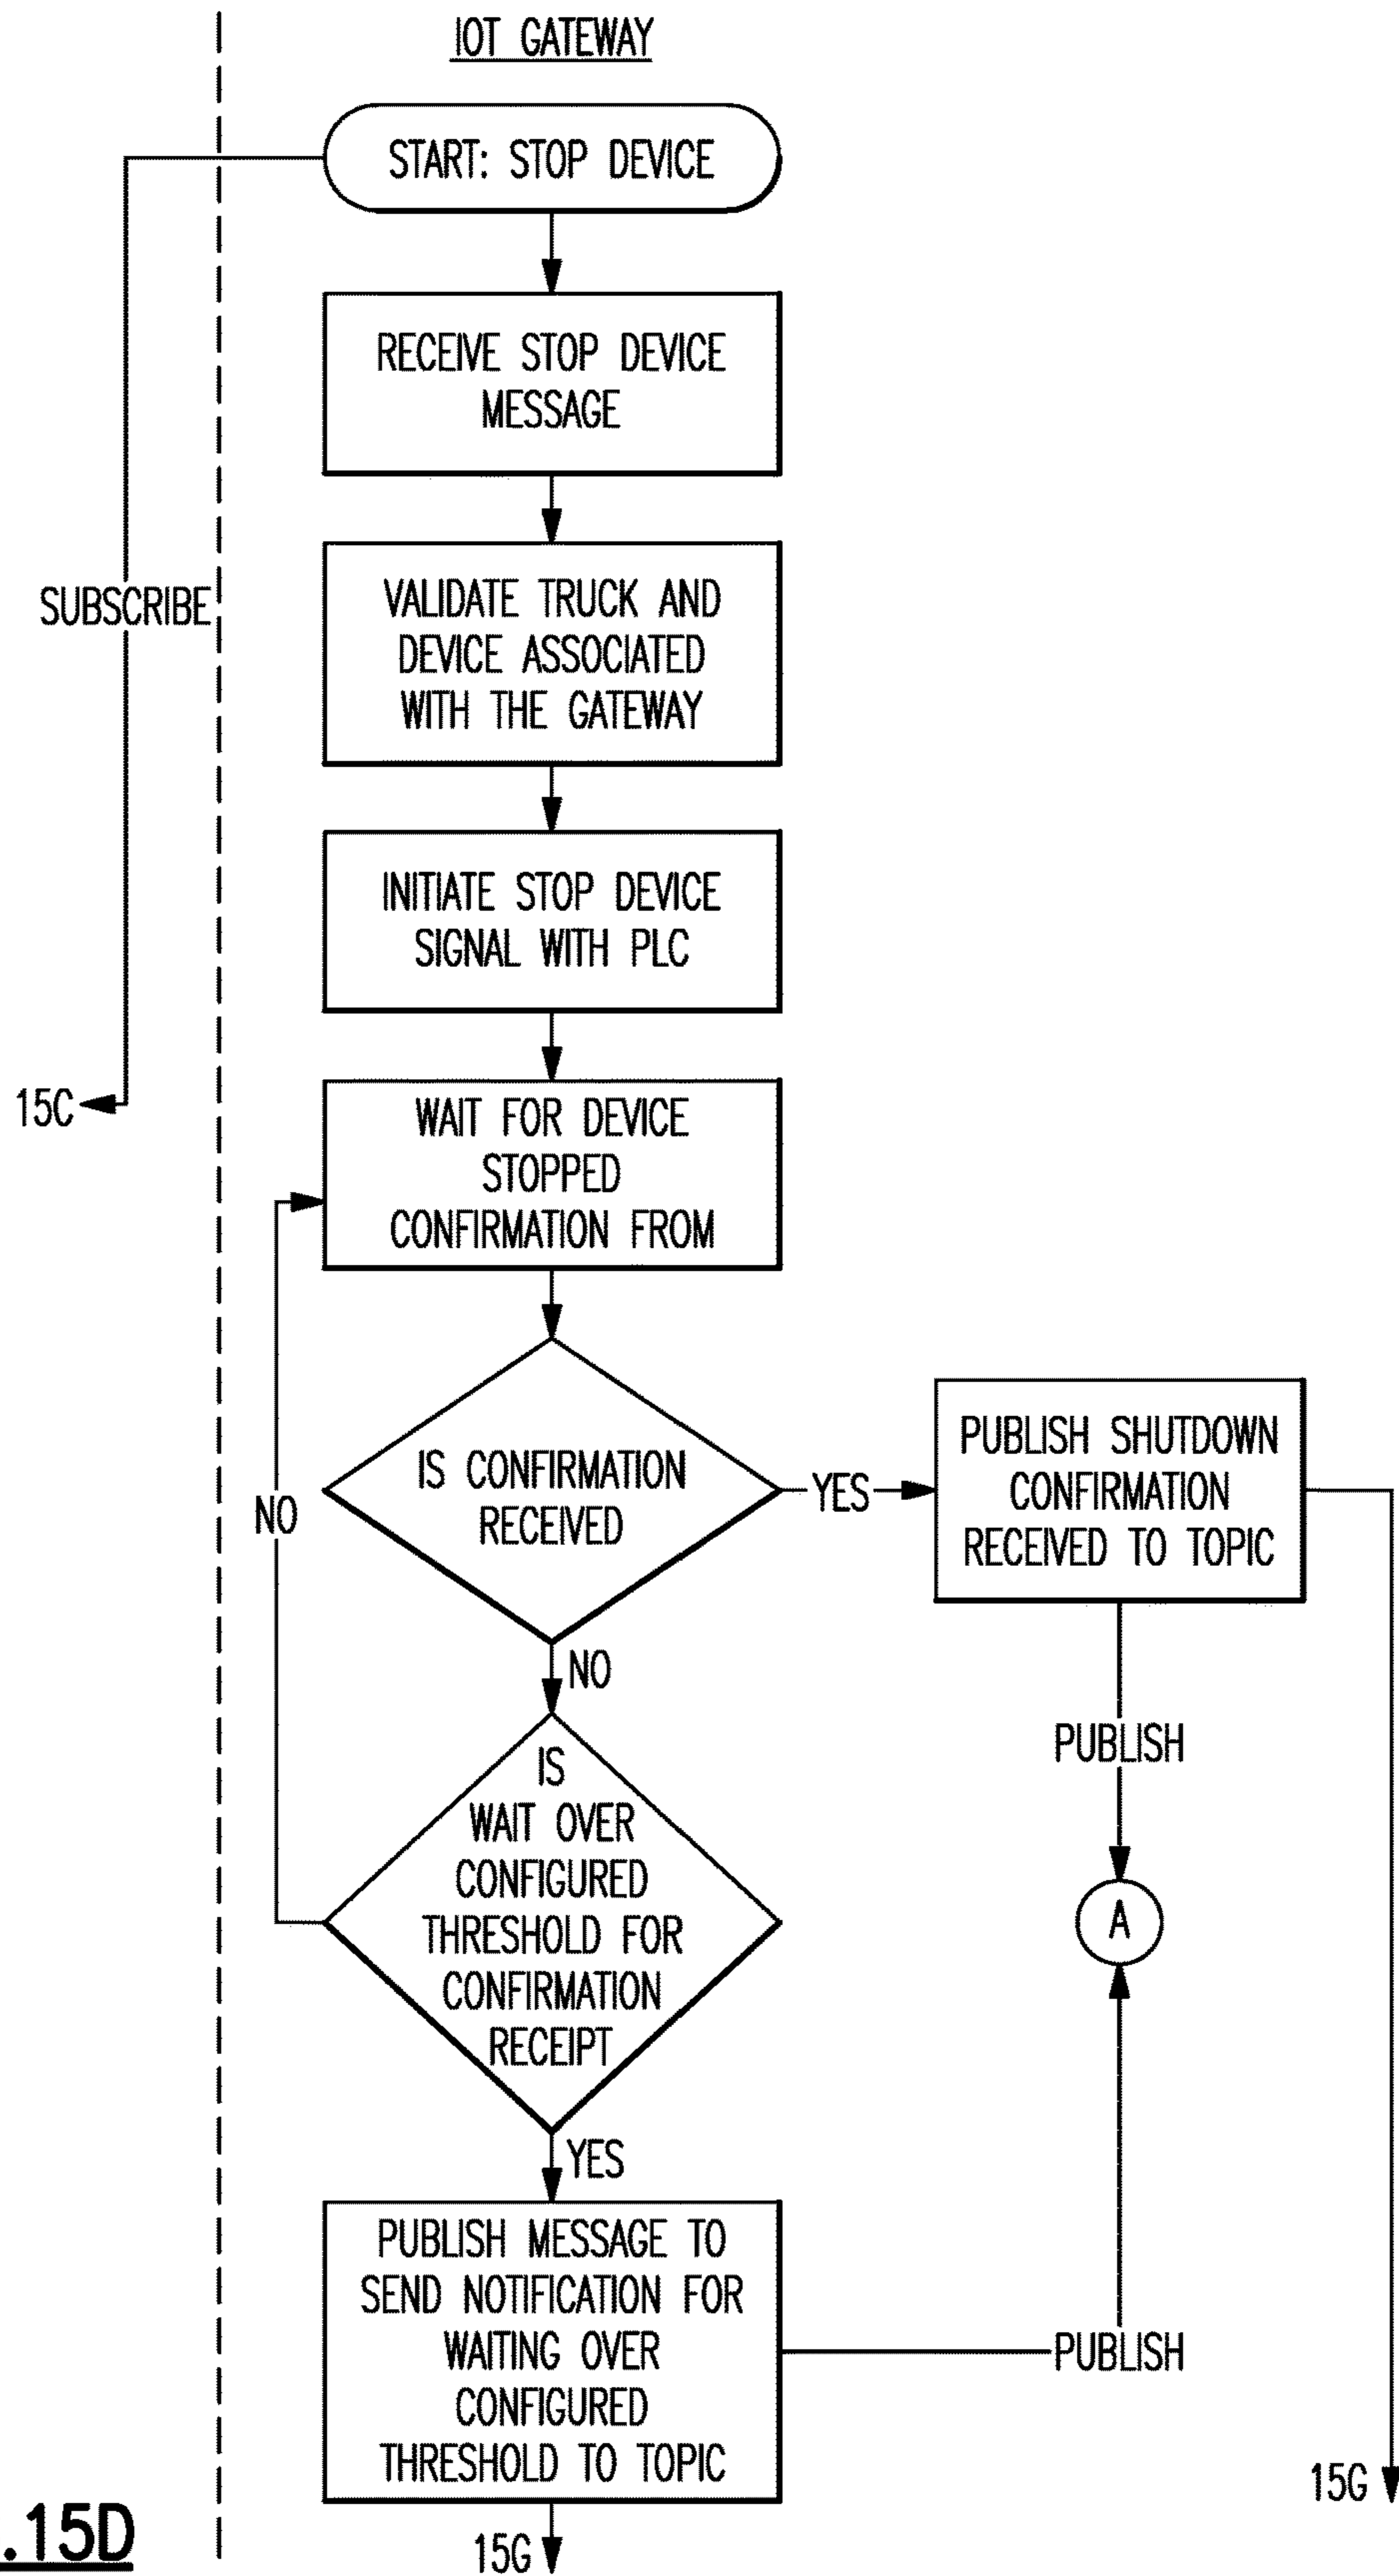 IOT GATEWAY
START: STOP DEVICE
RECEIVE STOP DEVICE
MESSAGE
VALIDATE TRUCK AND
DEVICE ASSOCIATED
WITH THE GATEWAY
SUBSCRIBE
INITIATE STOP DEVICE
SIGNAL WITH PLC
15C
WAIT FOR DEVICE
STOPPED
CONFIRMATION FROM
IS CONFIRMATION
RECEIVED
YES
PUBLISH SHUTDOWN
CONFIRMATION
RECEIVED TO TOPIC
NO
NO
PUBLISH
IS
WAIT OVER
CONFIGURED
THRESHOLD FOR
CONFIRMATION
RECEIPT
A
YES
PUBLISH MESSAGE TO
SEND NOTIFICATION FOR
WAITING OVER
CONFIGURED
THRESHOLD TO TOPIC
PUBLISH
15G
15G
.15D